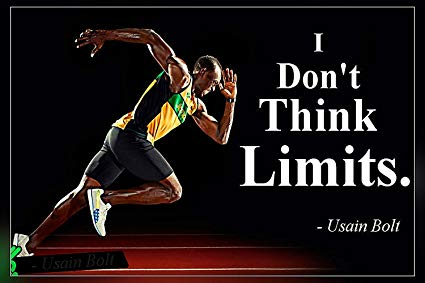 I
Don't
Think
Limits.
- Usain Bolt
- Usain Bolt